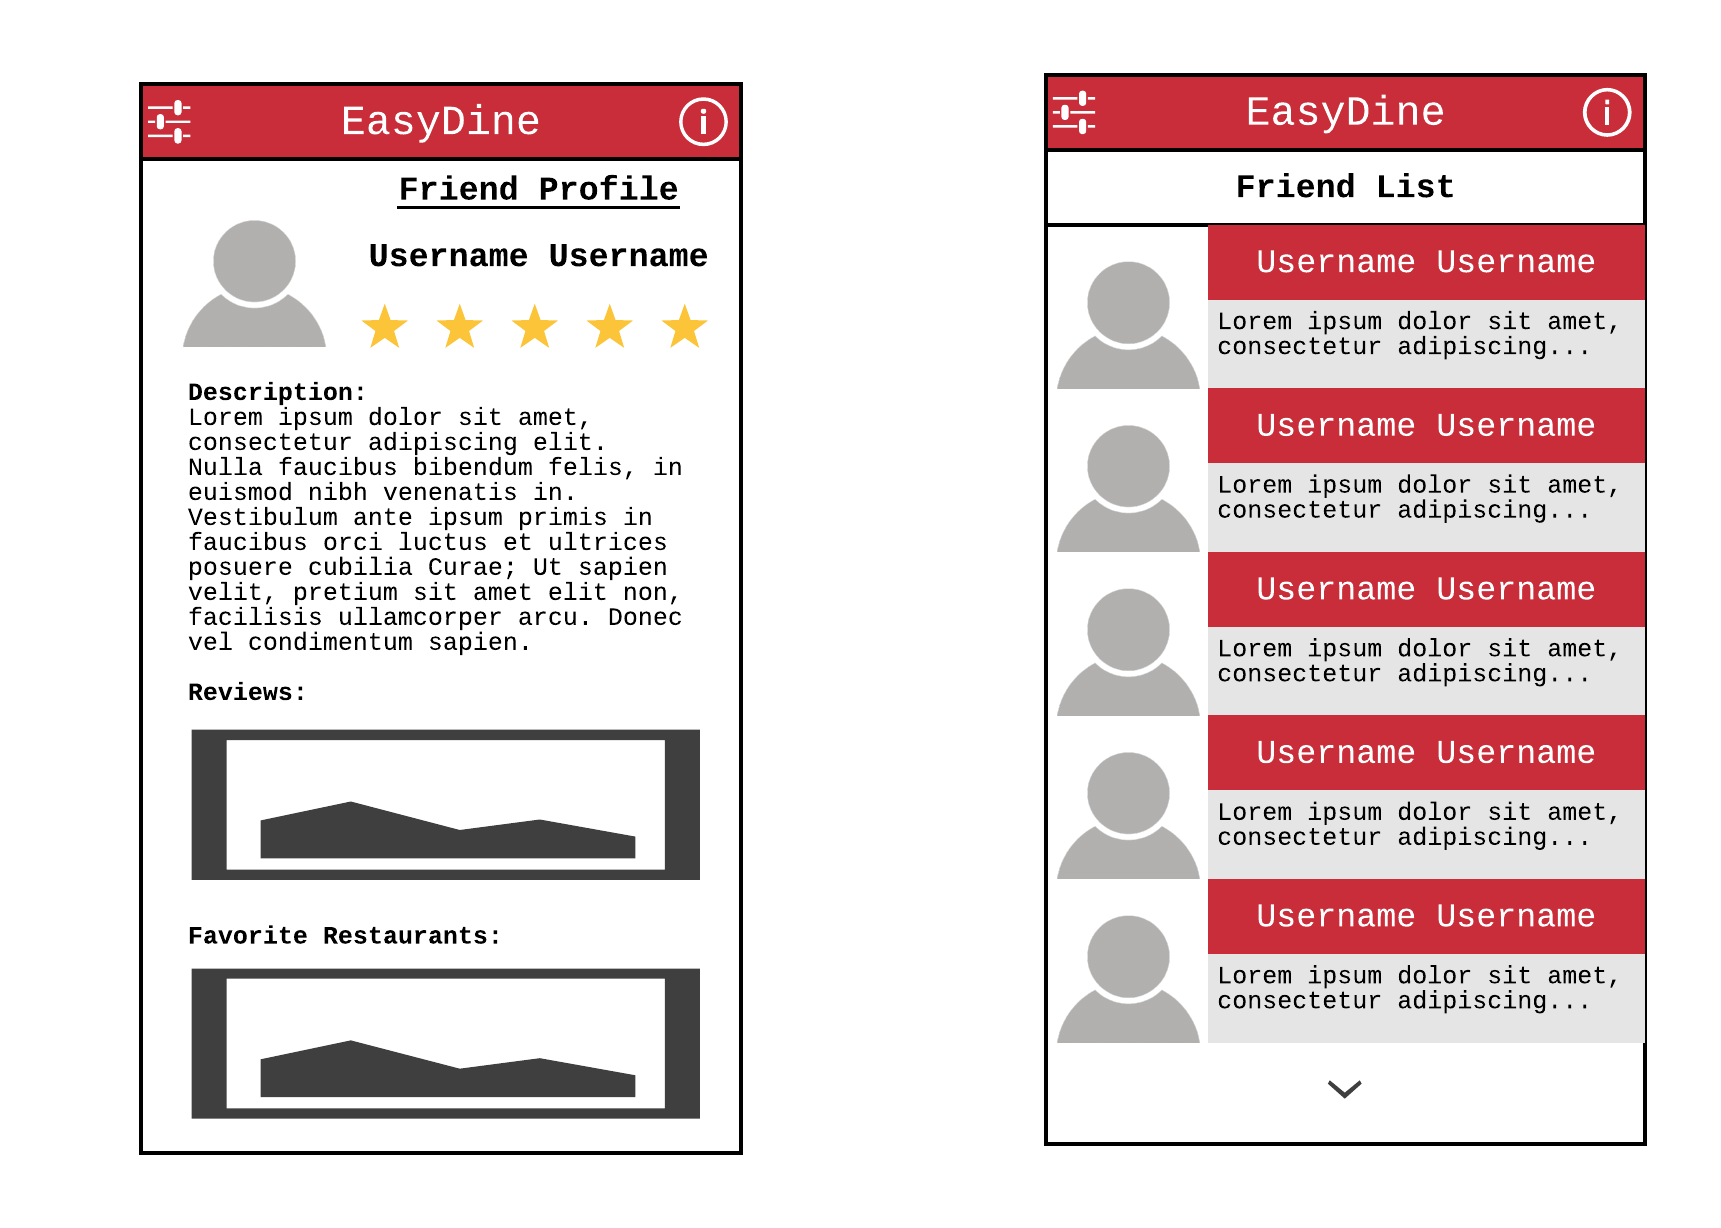 EasyDine
Friend Profile
Username Username
Description:
Lorem ipsum dolor sit amet,
consectetur adipiscing elit.
Nulla faucibus bibendum felis, in
euismod nibh venenatis in.
Vestibulum ante ipsum primis in
faucibus orci luctus et ultrices
posuere cubilia Curae; Ut sapien
velit, pretium sit amet elit non,
facilisis ullamcorper arcu. Donec
vel condimentum sapien.
Reviews:
Favorite Restaurants:
EasyDine
Friend List
Username Username
Lorem ipsum dolor sit amet,
consectetur adipiscing...
Username Username
Lorem ipsum dolor sit amet,
consectetur adipiscing...
Username Username
Lorem ipsum dolor sit amet,
consectetur adipiscing...
Username Username
Lorem ipsum dolor sit amet,
consectetur adipiscing...
Username Username
Lorem ipsum dolor sit amet,
consectetur adipiscing...